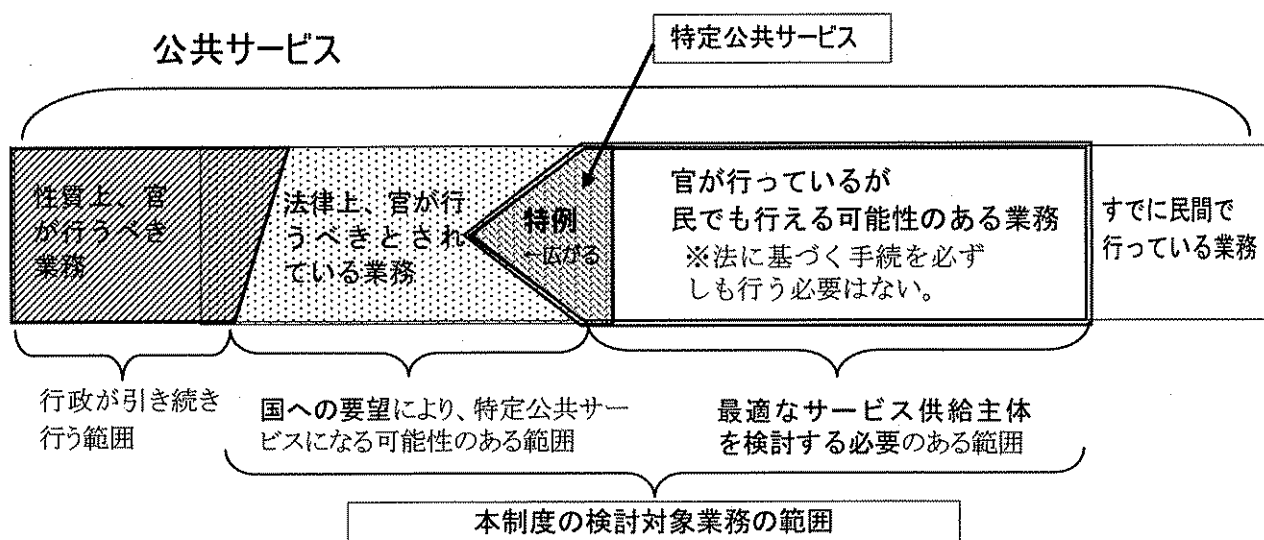 特定公共サービス
公共サービス
性質上、官
が行うべき
業務
法律上、官が行
うべきとされ
ている業務
特例
←広がる
官が行っているが
民でも行える可能性のある業務
※法に基づく手続を必ず
しも行う必要はない。
すでに民間で
行っている業務
行政が引き続き
行う範囲
国への要望により、特定公共サー
ビスになる可能性のある範囲
最適なサービス供給主体
を検討する必要のある範囲
本制度の検討対象業務の範囲